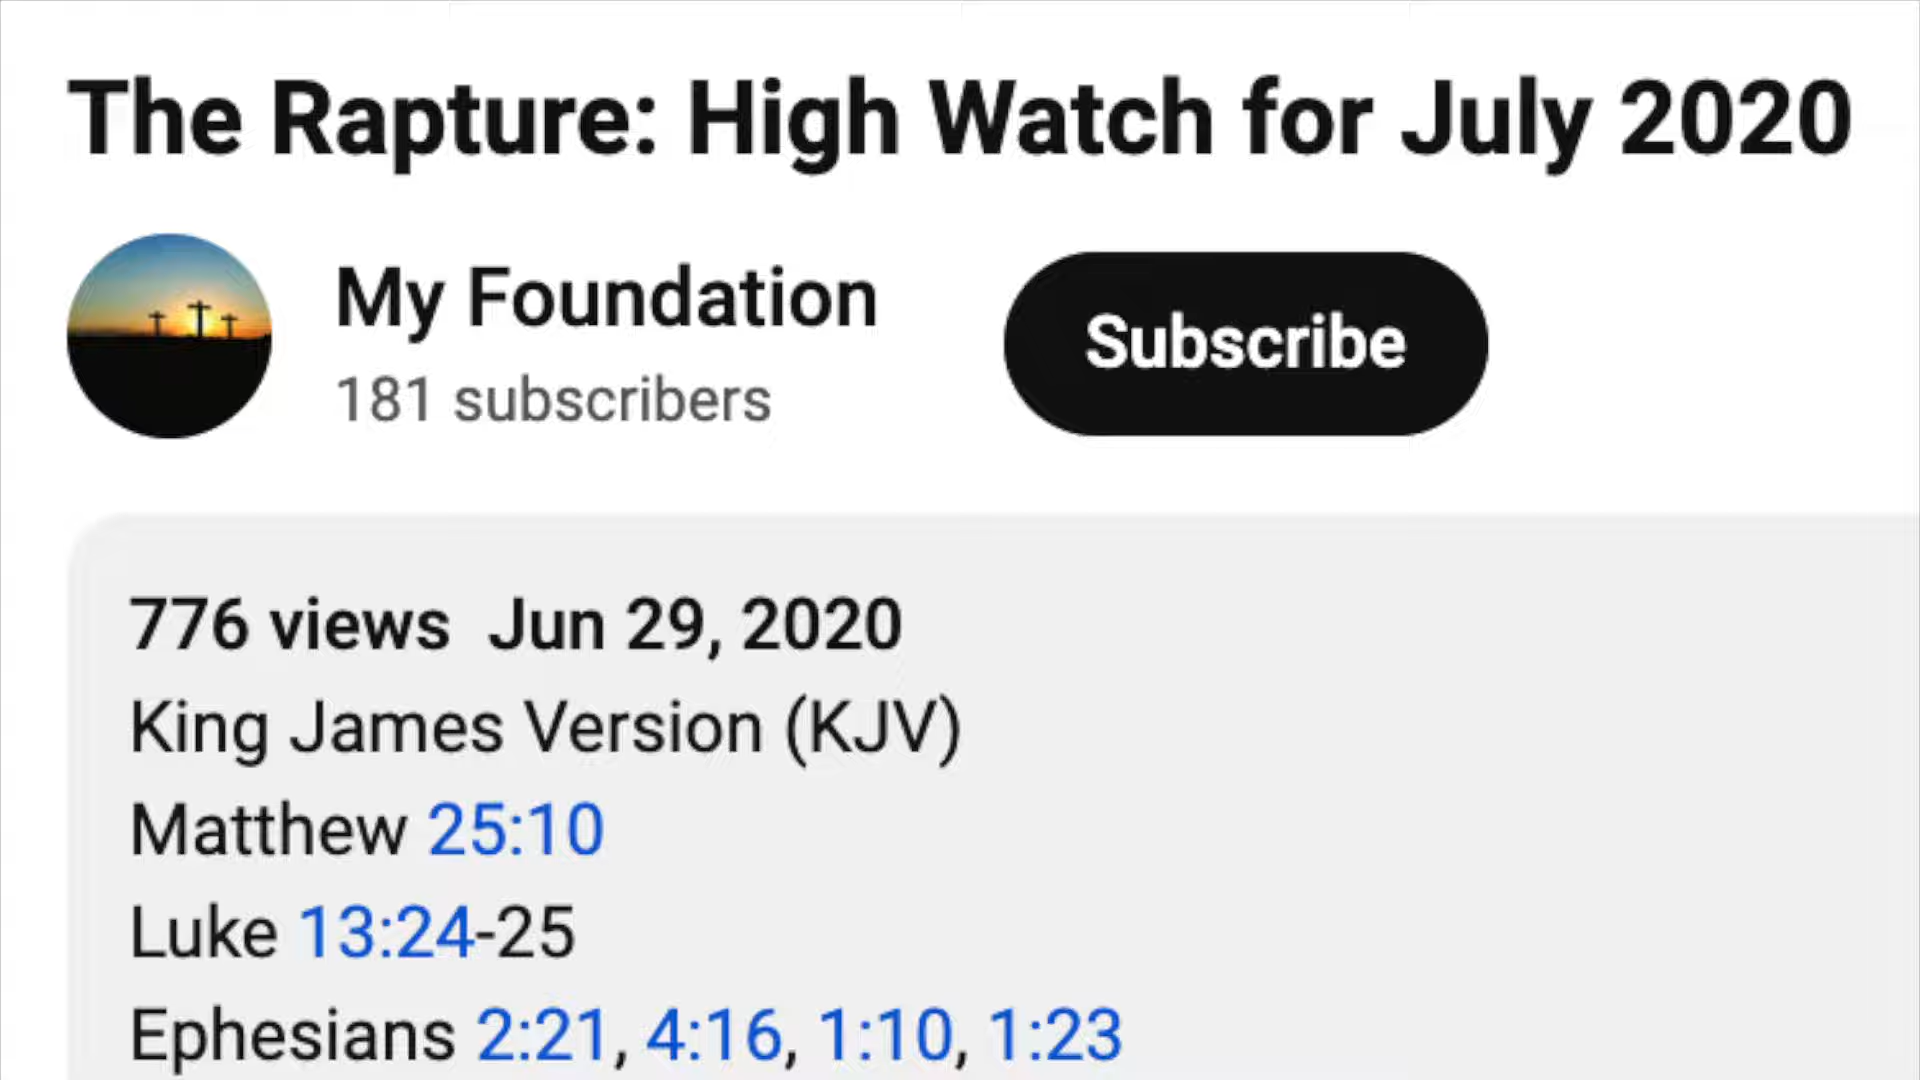 The Rapture: High Watch for July 2020
My Foundation
181 subscribers
Subscribe
776 views Jun 29, 2020
King James Version (KJV)
Matthew 25:10
Luke 13:24-25
Ephesians 2:21, 4:16, 1:10, 1:23